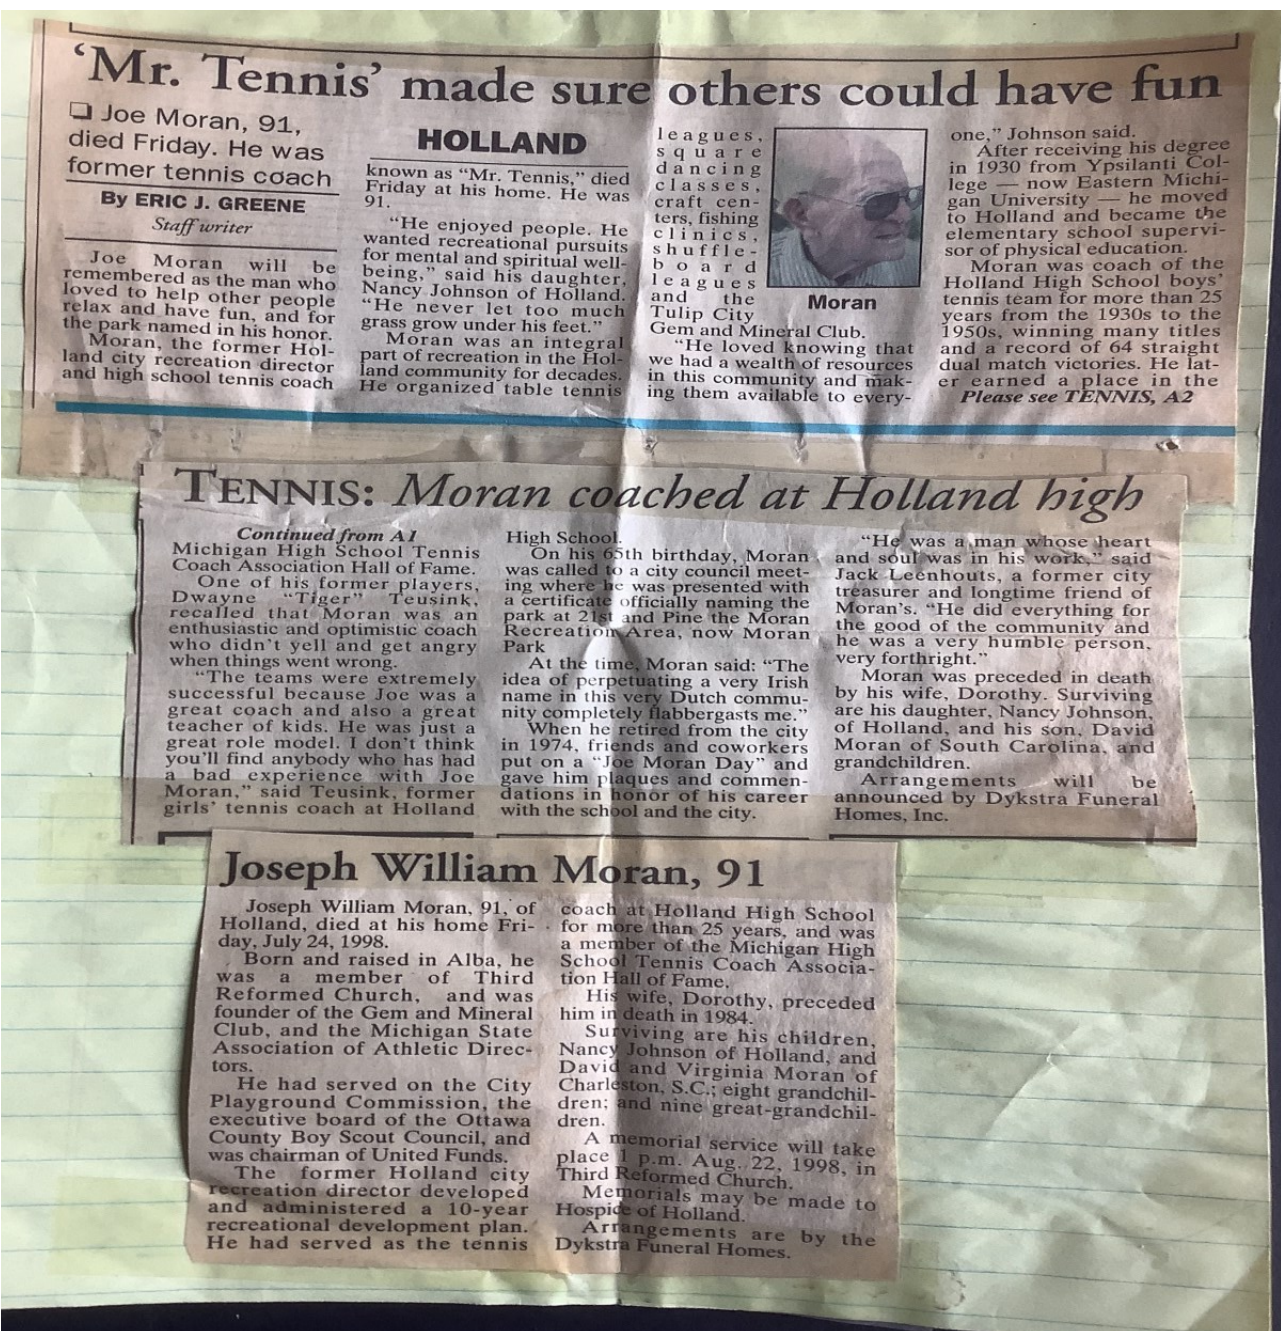 ‘Mr. Tennis’ made sure others could have fun
❑ Joe Moran, 91,
died Friday. He was
former tennis coach
By ERIC J. GREENE
Staff writer
Joe Moran will be
remembered as the man who
loved to help other people
relax and have fun, and for
the park named in his honor.
Moran, the former Hol-
land city recreation director
and high school tennis coach
HOLLAND
known as “Mr. Tennis,” died
Friday at his home. He was
91.
“He enjoyed people. He
wanted recreational pursuits
for mental and spiritual well-
being,” said his daughter,
Nancy Johnson of Holland.
“He never let too much
grass grow under his feet.”
Moran was an integral
part of recreation in the Hol-
land community for decades.
He organized table tennis
leagues,
square
dancing
classes,
craft cen-
ters, fishing
clinics,
shuffle-
board
leagues
and the
Tulip City
Gem and Mineral Club.
“He loved knowing that
we had a wealth of resources
in this community and mak-
ing them available to every-
Moran
one,” Johnson said.
After receiving his degree
in 1930 from Ypsilanti Col-
lege — now Eastern Michi-
gan University — he moved
to Holland and became the
elementary school supervi-
sor of physical education.
Moran was coach of the
Holland High School boys’
tennis team for more than 25
years from the 1930s to the
1950s, winning many titles
and a record of 64 straight
dual match victories. He lat-
er earned a place in the
Please see TENNIS, A2
TENNIS: Moran coached at Holland high
Continued from A1
Michigan High School Tennis
Coach Association Hall of Fame.
One of his former players,
Dwayne “Tiger” Teusink,
recalled that Moran was an
enthusiastic and optimistic coach
who didn’t yell and get angry
when things went wrong.
“The teams were extremely
successful because Joe was a
great coach and also a great
teacher of kids. He was just a
great role model. I don’t think
you’ll find anybody who has had
a bad experience with Joe
Moran,” said Teusink, former
girls’ tennis coach at Holland
High School.
On his 65th birthday, Moran
was called to a city council meet-
ing where he was presented with
a certificate officially naming the
park at 21st and Pine the Moran
Recreation Area, now Moran
Park
At the time, Moran said: “The
idea of perpetuating a very Irish
name in this very Dutch commu-
nity completely flabbergasts me.”
When he retired from the city
in 1974, friends and coworkers
put on a “Joe Moran Day” and
gave him plaques and commen-
dations in honor of his career
with the school and the city.
“He was a man whose heart
and soul was in his work,” said
Jack Leenhouts, a former city
treasurer and longtime friend of
Moran’s. “He did everything for
the good of the community and
he was a very humble person,
very forthright.”
Moran was preceded in death
by his wife, Dorothy. Surviving
are his daughter, Nancy Johnson,
of Holland, and his son, David
Moran of South Carolina, and
grandchildren.
Arrangements will be
announced by Dykstra Funeral
Homes, Inc.
Joseph William Moran, 91
Joseph William Moran, 91, of
Holland, died at his home Fri-
day, July 24, 1998.
Born and raised in Alba, he
was a member of Third
Reformed Church, and was
founder of the Gem and Mineral
Club, and the Michigan State
Association of Athletic Direc-
tors.
He had served on the City
Playground Commission, the
executive board of the Ottawa
County Boy Scout Council, and
was chairman of United Funds.
The former Holland city
recreation director developed
and administered a 10-year
recreational development plan.
He had served as the tennis
coach at Holland High School
for more than 25 years, and was
a member of the Michigan High
School Tennis Coach Associa-
tion Hall of Fame.
His wife, Dorothy, preceded
him in death in 1984.
Surviving are his children,
Nancy Johnson of Holland, and
David and Virginia Moran of
Charleston, S.C.; eight grandchil-
dren; and nine great-grandchil-
dren.
A memorial service will take
place 1 p.m. Aug. 22, 1998, in
Third Reformed Church.
Memorials may be made to
Hospice of Holland.
Arrangements are by the
Dykstra Funeral Homes.